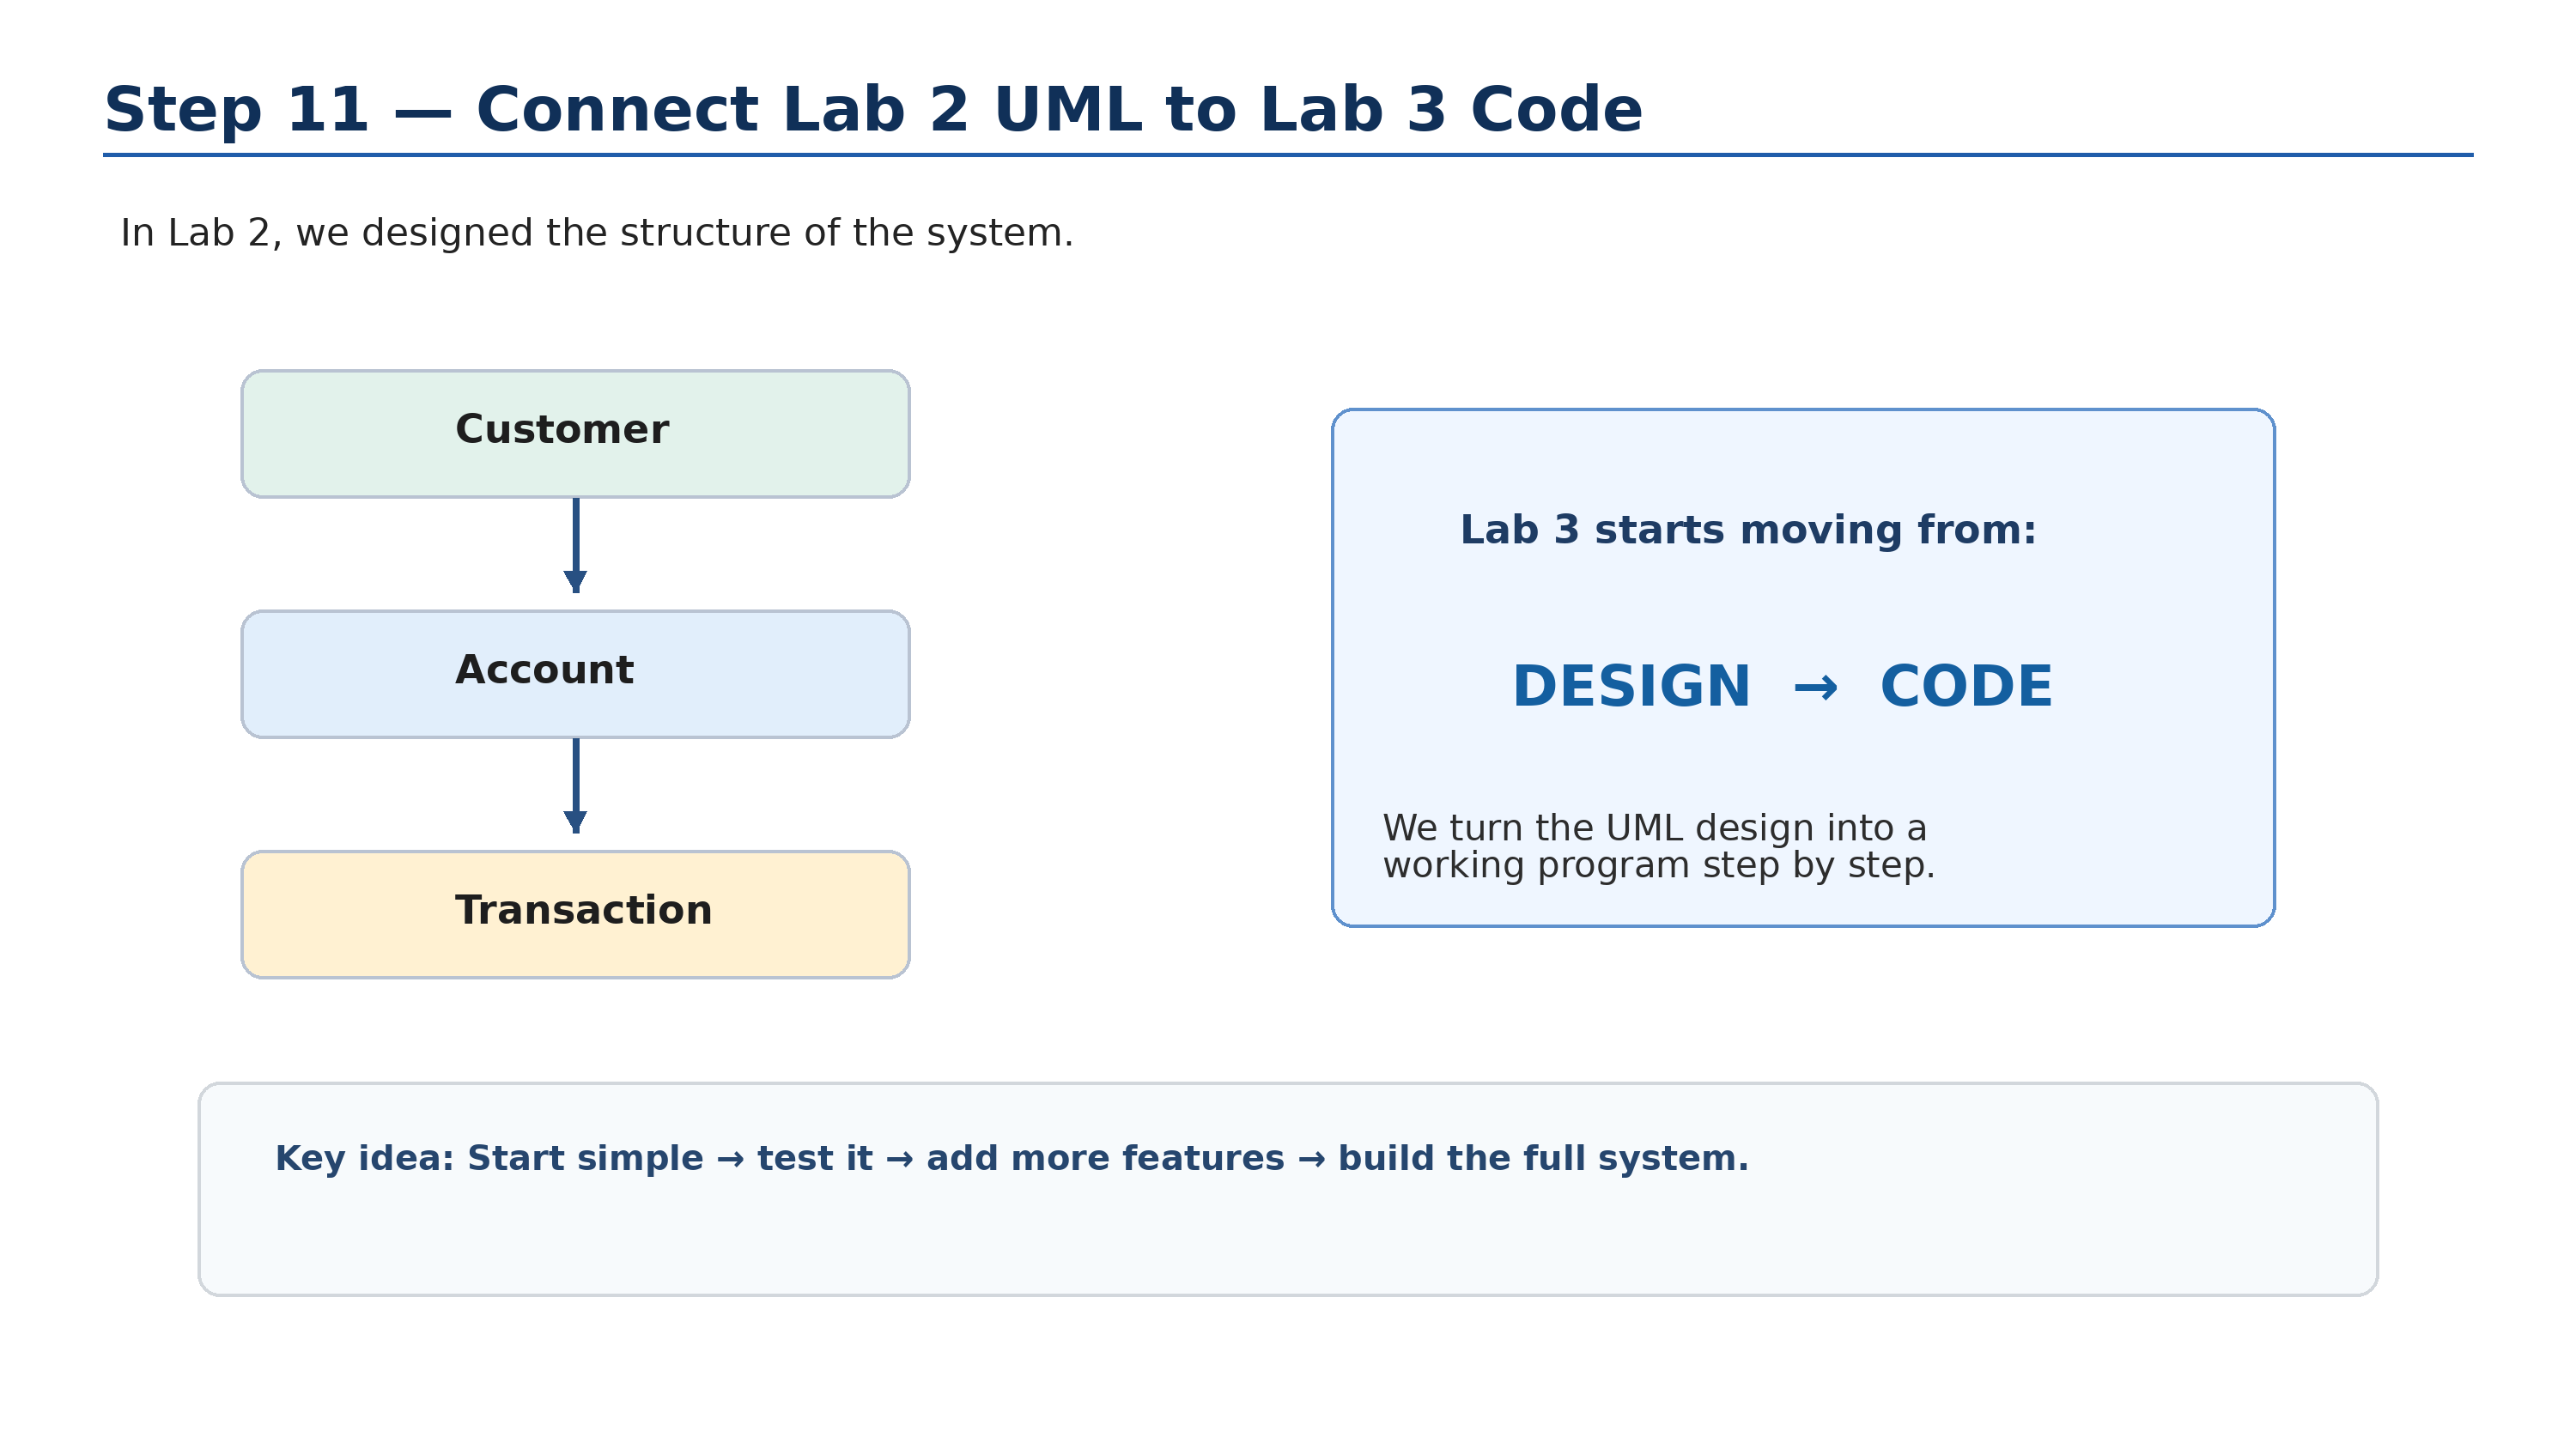 Step 11 — Connect Lab 2 UML to Lab 3 Code
In Lab 2, we designed the structure of the system.
Customer
Account
Transaction
Lab 3 starts moving from:
DESIGN → CODE
We turn the UML design into a
working program step by step.
Key idea: Start simple → test it → add more features → build the full system.